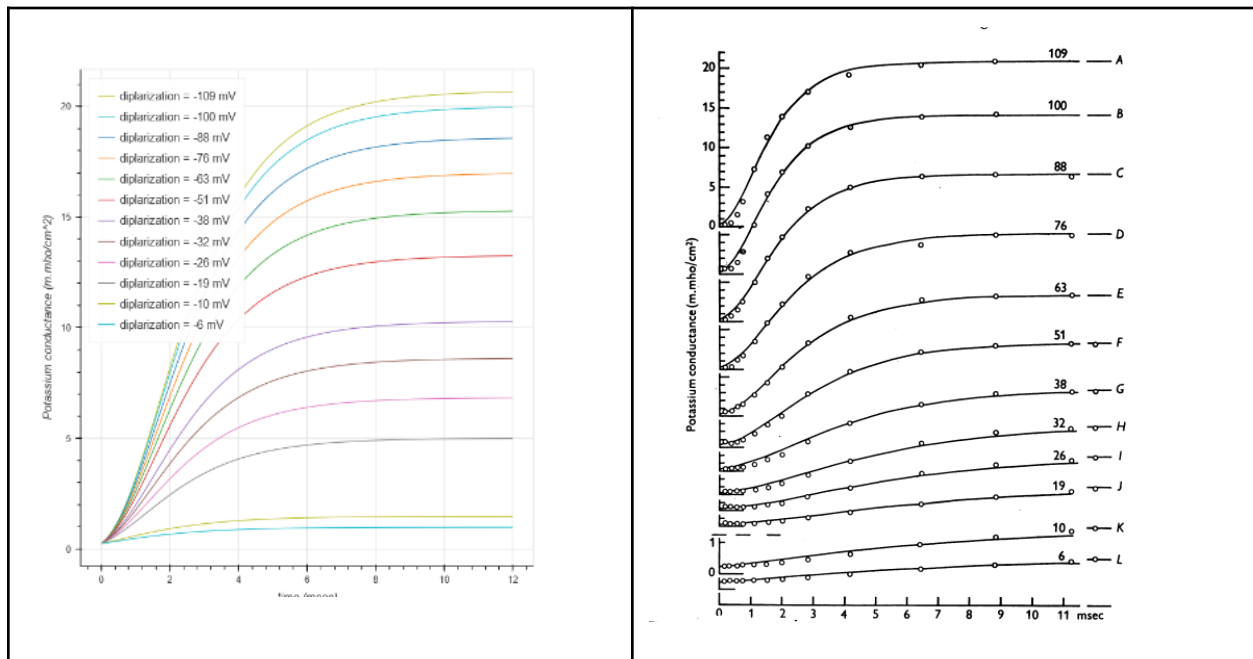 20
15
10
5
0
Potassium conductance (m.mho/cm^2)
diplarization = -109 mV
diplarization = -100 mV
diplarization = -88 mV
diplarization = -76 mV
diplarization = -63 mV
diplarization = -51 mV
diplarization = -38 mV
diplarization = -32 mV
diplarization = -26 mV
diplarization = -19 mV
diplarization = -10 mV
diplarization = -6 mV
0 2 4 6 8 10 12
time (msec)
20
15
10
5
0
1
0
Potassium conductance (m.mho/cm²)
109 A
100 B
88 C
76 D
63 E
51 F
38 G
32 H
26 I
19 J
10 K
6 L
0 1 2 3 4 5 6 7 8 9 10 11 msec